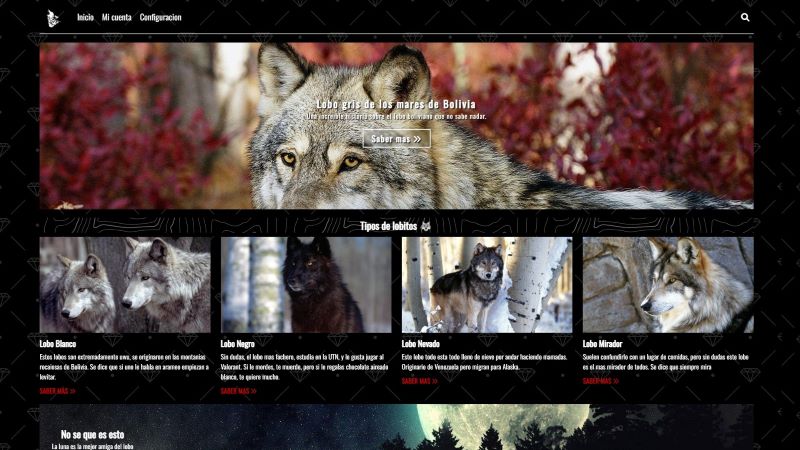 Inicio Mi cuenta Configuracion
Lobo gris de los mares de Bolivia
Una increible historia sobre el lobo boliviano que no sabe nadar.
Saber mas »
Tipos de lobitos
Lobo Blanco
Estos lobos son extremadamente uwu, se originaron en las montanias
rocaisesas de Bolivia. Se dice que si uno le habla en arameo empiezan a
levitar.
SABER MÁS »
Lobo Negro
Sin dudas, el lobo mas fachero, estudia en la UTN, y le gusta jugar al
Valorant. Si lo mordes, te muerde, pero si le regalas chocolate aireado
blanco, te quiere mucho.
SABER MAS »
Lobo Nevado
Este lobo todo esta todo lleno de nieve por andar haciendo mamadas.
Originario de Venezuela pero migran para Alaska.
SABER MAS »
Lobo Mirador
Suelen confundirlo con un lugar de comidas, pero sin dudas este lobo
es el mas mirador de todos. Se dice que siempre mira
SABER MAS »
No se que es esto
La luna es la mejor amiga del lobo